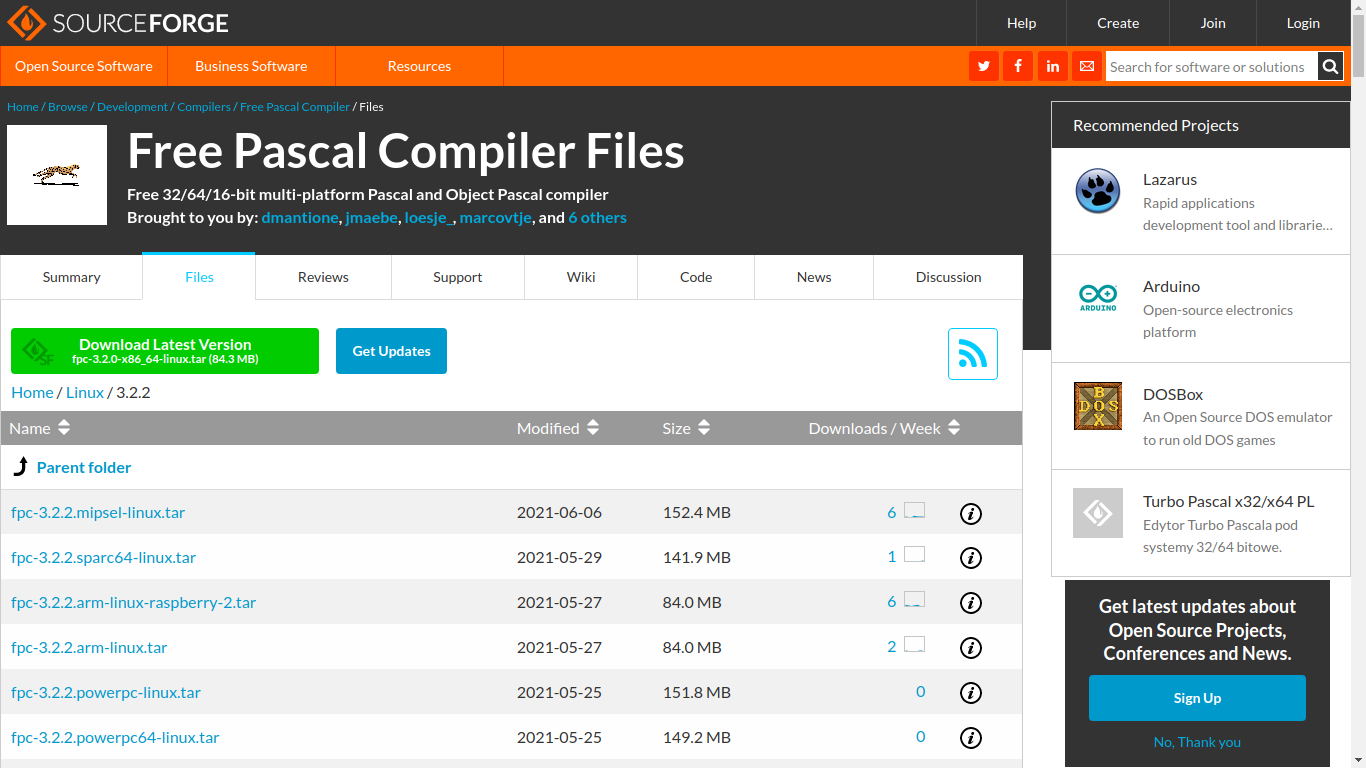 SOURCEFORGE
Help
Create
Join
Login
Open Source Software
Business Software
Resources
Search for software or solutions
Home / Browse / Development / Compilers / Free Pascal Compiler / Files
Free Pascal Compiler Files
Free 32/64/16-bit multi-platform Pascal and Object Pascal compiler
Brought to you by: dmantione, jmaebe, loesje_, marcovtje, and 6 others
Summary
Files
Reviews
Support
Wiki
Code
News
Discussion
Download Latest Version
fpc-3.2.0-x86_64-linux.tar (84.3 MB)
SF
Get Updates
Home / Linux / 3.2.2
Name Modified Size Downloads / Week
Parent folder
fpc-3.2.2.mipsel-linux.tar 2021-06-06 152.4 MB 6 i
fpc-3.2.2.sparc64-linux.tar 2021-05-29 141.9 MB 1 i
fpc-3.2.2.arm-linux-raspberry-2.tar 2021-05-27 84.0 MB 6 i
fpc-3.2.2.arm-linux.tar 2021-05-27 84.0 MB 2 i
fpc-3.2.2.powerpc-linux.tar 2021-05-25 151.8 MB 0 i
fpc-3.2.2.powerpc64-linux.tar 2021-05-25 149.2 MB 0 i
Recommended Projects
Lazarus
Rapid applications
development tool and librarie...
ARDUINO
Arduino
Open-source electronics
platform
BOX
DOS
DOSBox
An Open Source DOS emulator
to run old DOS games
Turbo Pascal x32/x64 PL
Edytor Turbo Pascala pod
systemy 32/64 bitowe.
Get latest updates about
Open Source Projects,
Conferences and News.
Sign Up
No, Thank you